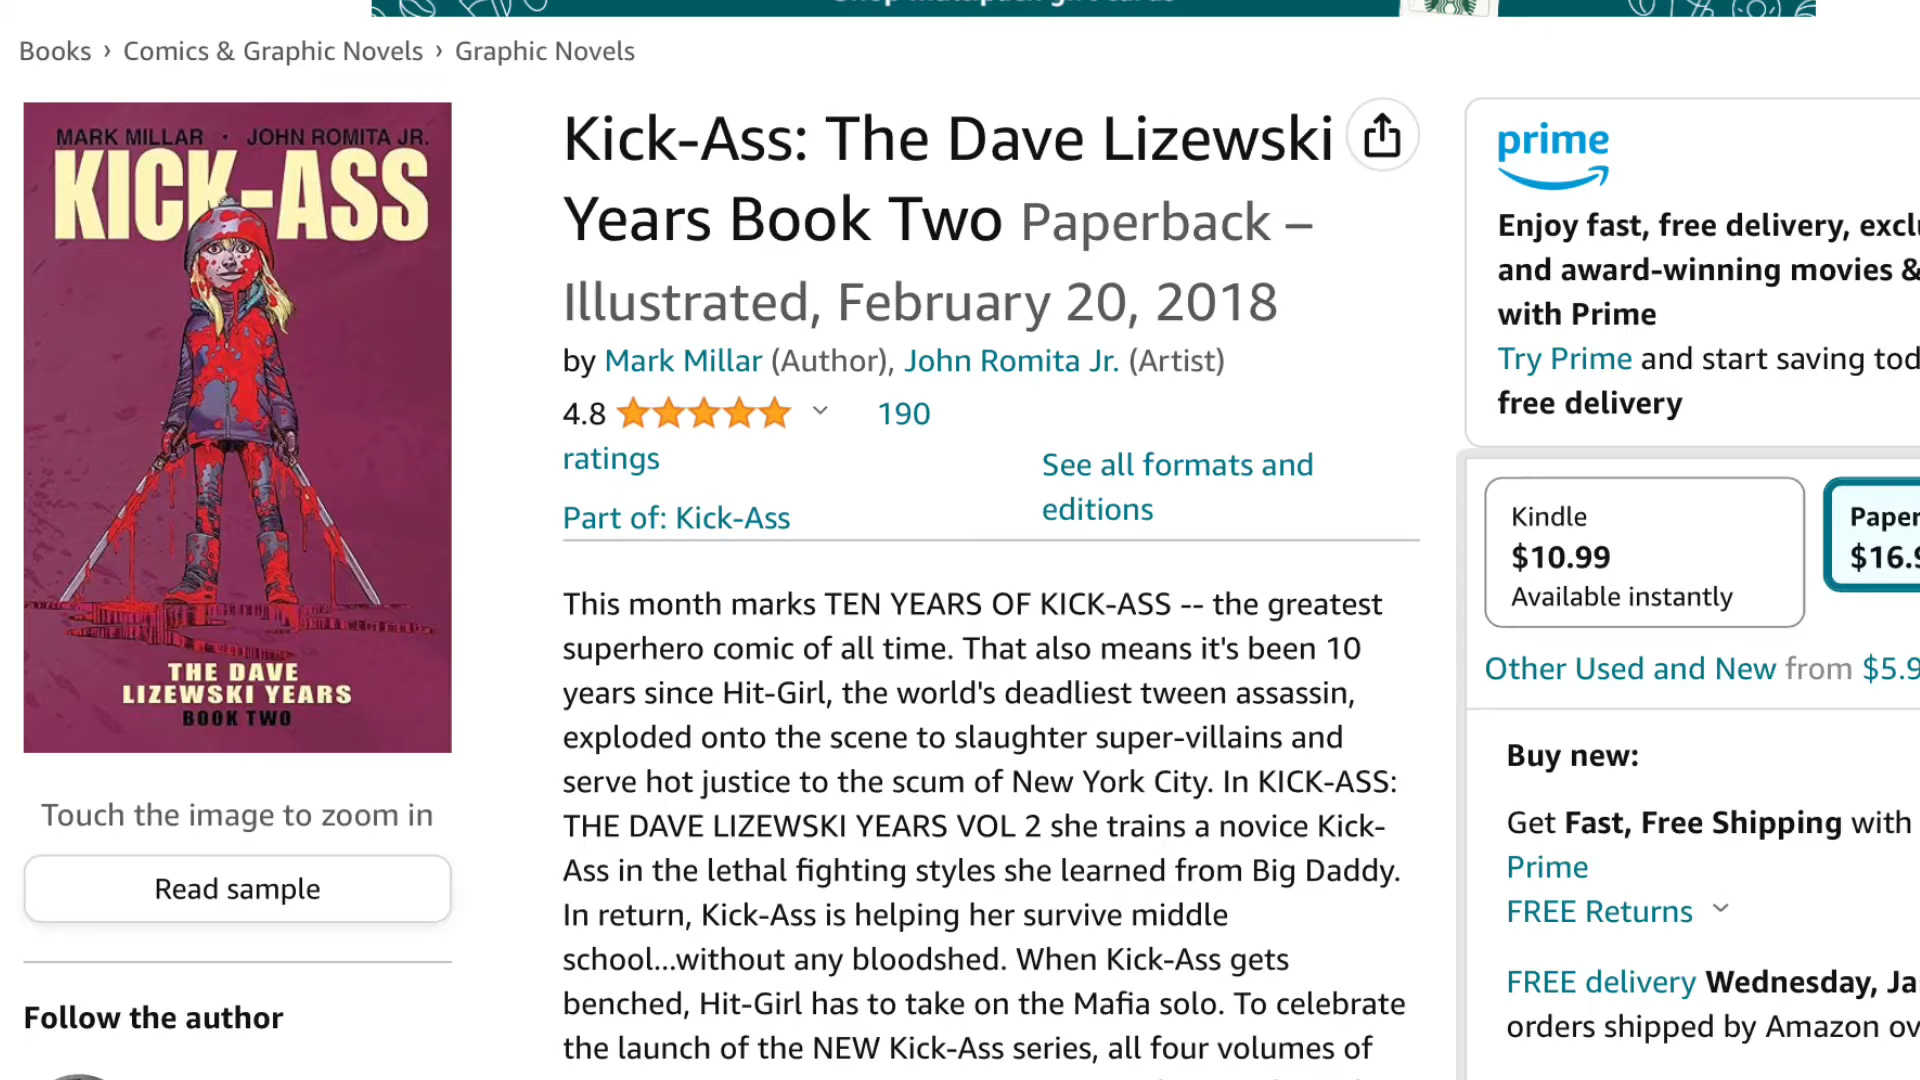 Books › Comics & Graphic Novels › Graphic Novels
MARK MILLAR · JOHN ROMITA JR.
KICK-ASS
THE DAVE
LIZEWSKI YEARS
BOOK TWO
Touch the image to zoom in
Read sample
Follow the author
Kick-Ass: The Dave Lizewski
Years Book Two Paperback –
Illustrated, February 20, 2018
by Mark Millar (Author), John Romita Jr. (Artist)
4.8 190
ratings
See all formats and
editions
Part of: Kick-Ass
This month marks TEN YEARS OF KICK-ASS -- the greatest
superhero comic of all time. That also means it's been 10
years since Hit-Girl, the world's deadliest tween assassin,
exploded onto the scene to slaughter super-villains and
serve hot justice to the scum of New York City. In KICK-ASS:
THE DAVE LIZEWSKI YEARS VOL 2 she trains a novice Kick-
Ass in the lethal fighting styles she learned from Big Daddy.
In return, Kick-Ass is helping her survive middle
school...without any bloodshed. When Kick-Ass gets
benched, Hit-Girl has to take on the Mafia solo. To celebrate
the launch of the NEW Kick-Ass series, all four volumes of
prime
Enjoy fast, free delivery, exclu
and award-winning movies &
with Prime
Try Prime and start saving tod
free delivery
Kindle
$10.99
Available instantly
Paper
$16.9
Other Used and New from $5.9
Buy new:
Get Fast, Free Shipping with
Prime
FREE Returns
FREE delivery Wednesday, Ja
orders shipped by Amazon ov